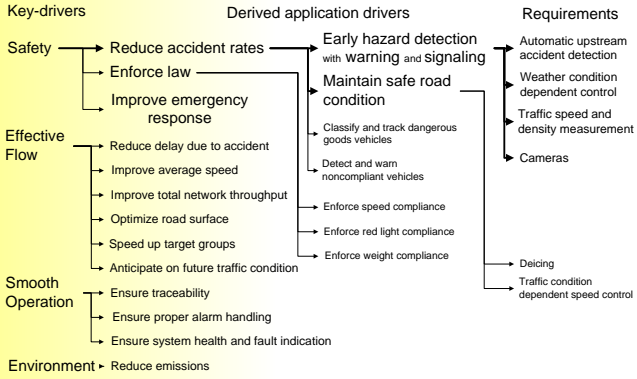 Key-drivers
Derived application drivers
Requirements
Safety
Reduce accident rates
Enforce law
Improve emergency
response
Early hazard detection
with warning and signaling
Maintain safe road
condition
Classify and track dangerous
goods vehicles
Detect and warn
noncompliant vehicles
Enforce speed compliance
Enforce red light compliance
Enforce weight compliance
Automatic upstream
accident detection
Weather condition
dependent control
Traffic speed and
density measurement
Cameras
Deicing
Traffic condition
dependent speed control
Effective
Flow
Reduce delay due to accident
Improve average speed
Improve total network throughput
Optimize road surface
Speed up target groups
Anticipate on future traffic condition
Smooth
Operation
Ensure traceability
Ensure proper alarm handling
Ensure system health and fault indication
Environment
Reduce emissions